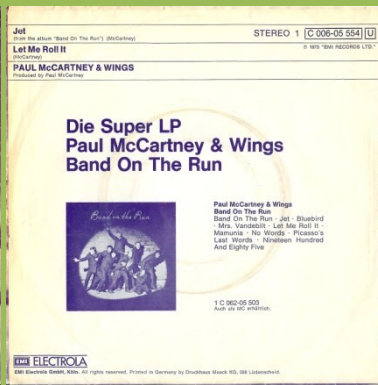 Jet
(from the album "Band On The Run") (McCartney)
STEREO 1 C 006-05 554 U
Let Me Roll It
(McCartney)
℗ 1973 "EMI RECORDS LTD."
PAUL McCARTNEY & WINGS
Produced by Paul McCartney
Die Super LP
Paul McCartney & Wings
Band On The Run
Band on the Run
Paul McCartney & Wings
Band On The Run
Band On The Run · Jet · Bluebird
· Mrs. Vandebilt · Let Me Roll It ·
Mamunia · No Words · Picasso's
Last Words · Nineteen Hundred
And Eighty Five
1 C 062-05 503
Auch als MC erhältlich.
EMI ELECTROLA
EMI Electrola GmbH, Köln. All rights reserved. Printed in Germany by Druckhaus Maack KG, 588 Lüdenscheid.